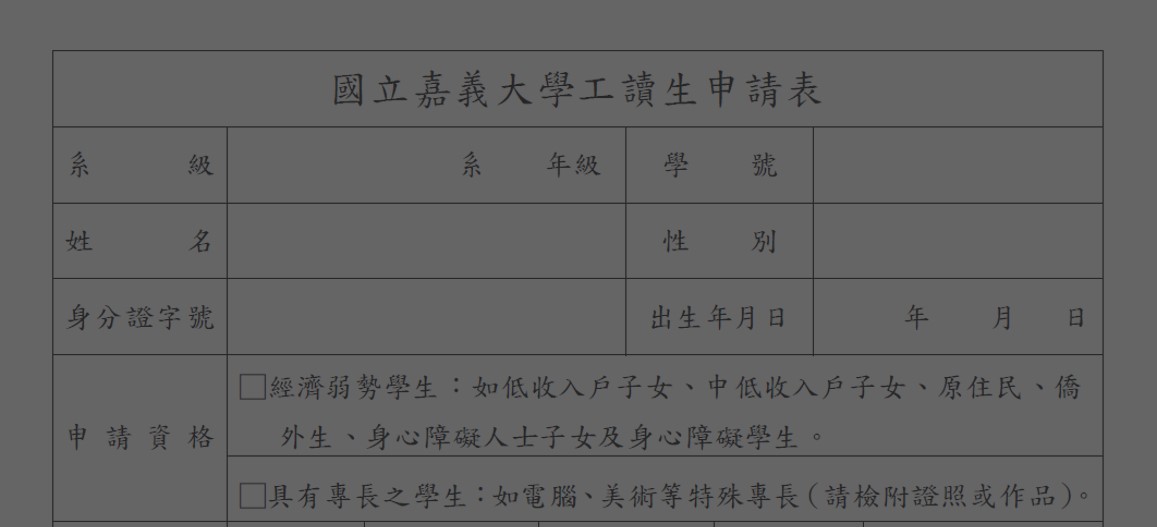 國立嘉義大學工讀生申請表
系 級 系 年級 學 號
姓 名 性 別
身分證字號 出生年月日 年 月 日
申請資格
□經濟弱勢學生：如低收入戶子女、中低收入戶子女、原住民、僑
外生、身心障礙人士子女及身心障礙學生。
□具有專長之學生：如電腦、美術等特殊專長（請檢附證照或作品）。